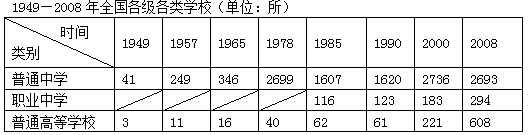 1949—2008 年全国各级各类学校(单位:所)
时间
类别 1949 1957 1965 1978 1985 1990 2000 2008
普通中学 41 249 346 2699 1607 1620 2736 2693
职业中学 116 123 183 294
普通高等学校 3 11 16 40 62 61 221 608